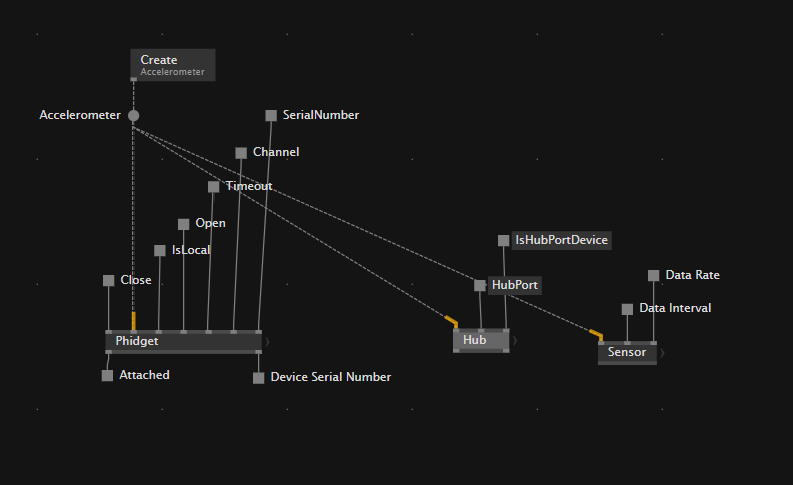 Create
Accelerometer
Accelerometer
SerialNumber
Channel
Timeout
Open
IsLocal
IsHubPortDevice
Close
HubPort
Data Rate
Data Interval
Phidget
Hub
Sensor
Attached
Device Serial Number